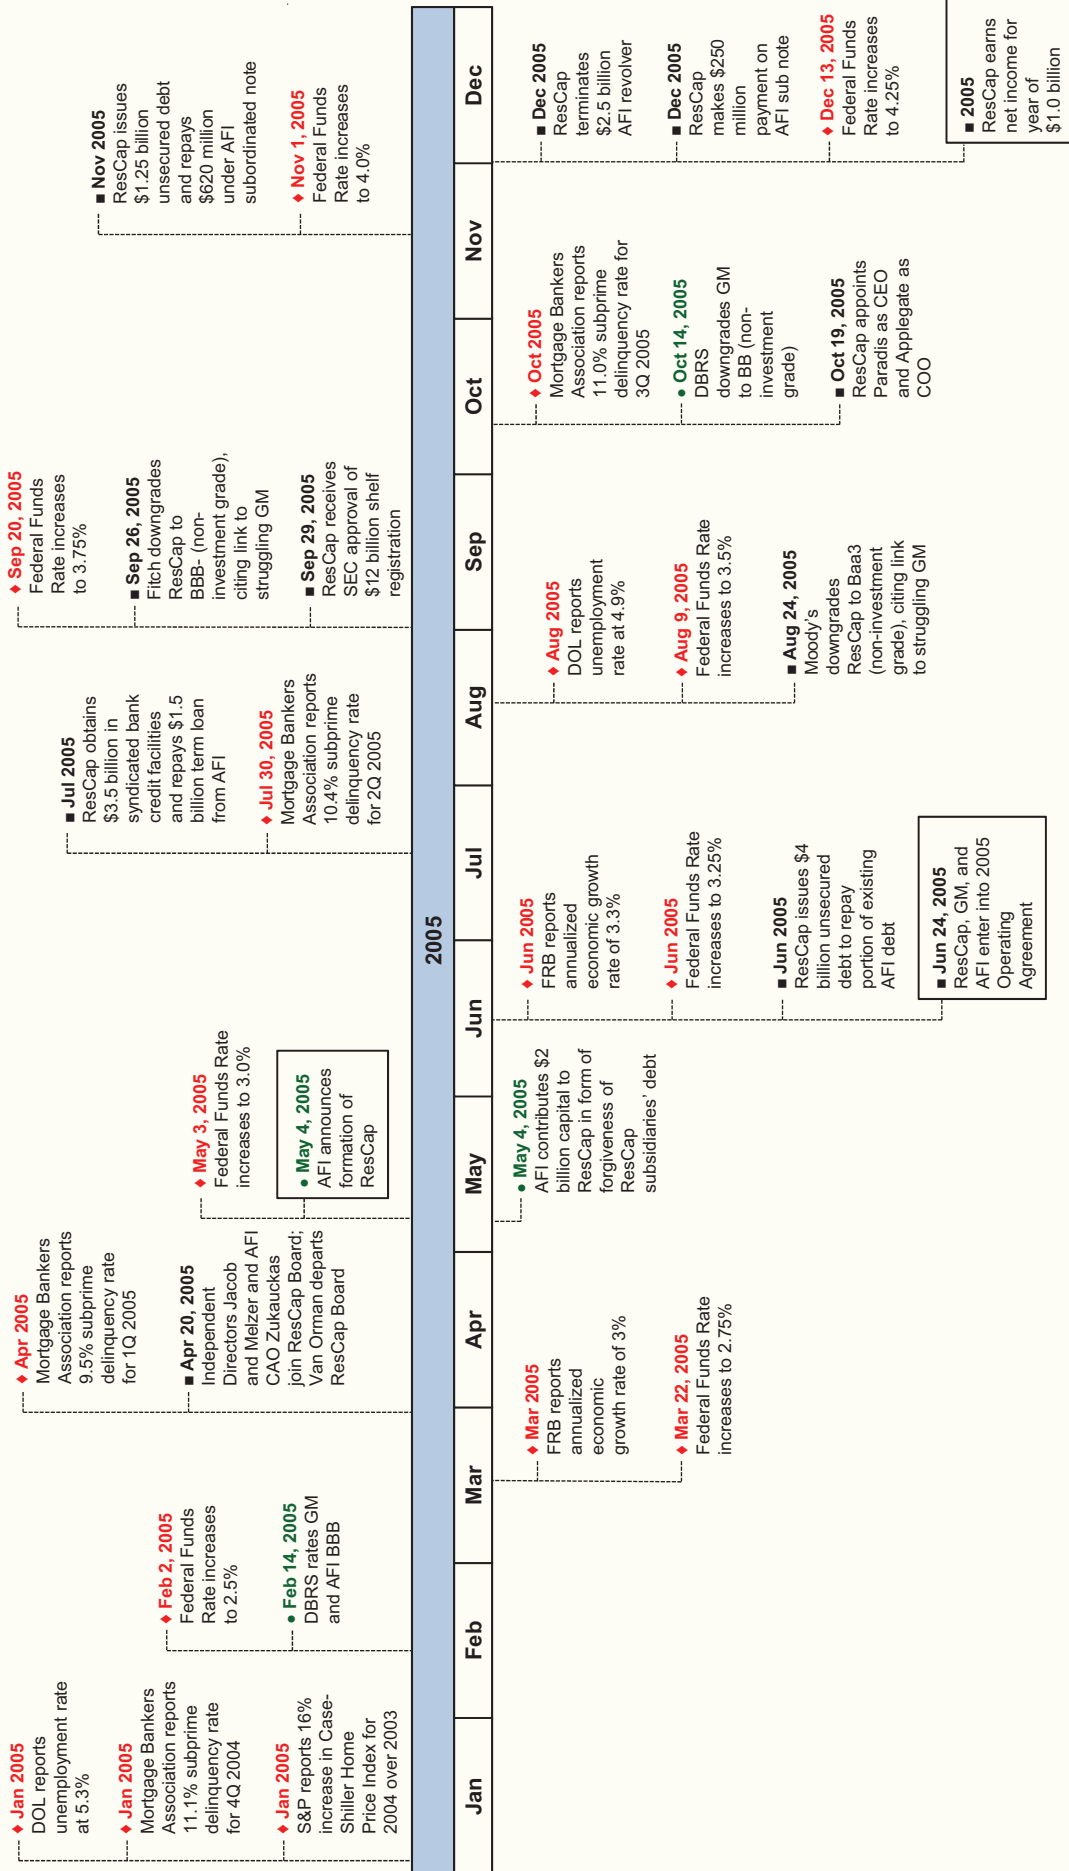 ♦ Jan 2005
DOL reports
unemployment rate
at 5.3%
♦ Jan 2005
Mortgage Bankers
Association reports
11.1% subprime
delinquency rate
for 4Q 2004
♦ Jan 2005
S&P reports 16%
increase in Case-
Shiller Home
Price Index for
2004 over 2003
♦ Feb 2, 2005
Federal Funds
Rate increases
to 2.5%
● Feb 14, 2005
DBRS rates GM
and AFI BBB
♦ Apr 2005
Mortgage Bankers
Association reports
9.5% subprime
delinquency rate
for 1Q 2005
■ Apr 20, 2005
Independent
Directors Jacob
and Melzer and AFI
CAO Zukauckas
join ResCap Board;
Van Orman departs
ResCap Board
♦ May 3, 2005
Federal Funds Rate
increases to 3.0%
● May 4, 2005
AFI announces
formation of
ResCap
■ Jul 2005
ResCap obtains
$3.5 billion in
syndicated bank
credit facilities
and repays $1.5
billion term loan
from AFI
♦ Jul 30, 2005
Mortgage Bankers
Association reports
10.4% subprime
delinquency rate
for 2Q 2005
♦ Sep 20, 2005
Federal Funds
Rate increases
to 3.75%
■ Sep 26, 2005
Fitch downgrades
ResCap to
BBB- (non-
investment grade),
citing link to
struggling GM
■ Sep 29, 2005
ResCap receives
SEC approval of
$12 billion shelf
registration
■ Nov 2005
ResCap issues
$1.25 billion
unsecured debt
and repays
$620 million
under AFI
subordinated note
♦ Nov 1, 2005
Federal Funds
Rate increases
to 4.0%
2005
Jan
Feb
Mar
Apr
May
Jun
Jul
Aug
Sep
Oct
Nov
Dec
♦ Mar 2005
FRB reports
annualized
economic
growth rate of 3%
♦ Mar 22, 2005
Federal Funds Rate
increases to 2.75%
● May 4, 2005
AFI contributes $2
billion capital to
ResCap in form of
forgiveness of
ResCap
subsidiaries' debt
♦ Jun 2005
FRB reports
annualized
economic growth
rate of 3.3%
♦ Jun 2005
Federal Funds Rate
increases to 3.25%
■ Jun 2005
ResCap issues $4
billion unsecured
debt to repay
portion of existing
AFI debt
■ Jun 24, 2005
ResCap, GM, and
AFI enter into 2005
Operating
Agreement
♦ Aug 2005
DOL reports
unemployment
rate at 4.9%
♦ Aug 9, 2005
Federal Funds Rate
increases to 3.5%
■ Aug 24, 2005
Moody's
downgrades
ResCap to Baa3
(non-investment
grade), citing link
to struggling GM
♦ Oct 2005
Mortgage Bankers
Association reports
11.0% subprime
delinquency rate for
3Q 2005
● Oct 14, 2005
DBRS
downgrades GM
to BB (non-
investment
grade)
■ Oct 19, 2005
ResCap appoints
Paradis as CEO
and Applegate as
COO
■ Dec 2005
ResCap
terminates
$2.5 billion
AFI revolver
■ Dec 2005
ResCap
makes $250
million
payment on
AFI sub note
♦ Dec 13, 2005
Federal Funds
Rate increases
to 4.25%
■ 2005
ResCap earns
net income for
year of
$1.0 billion